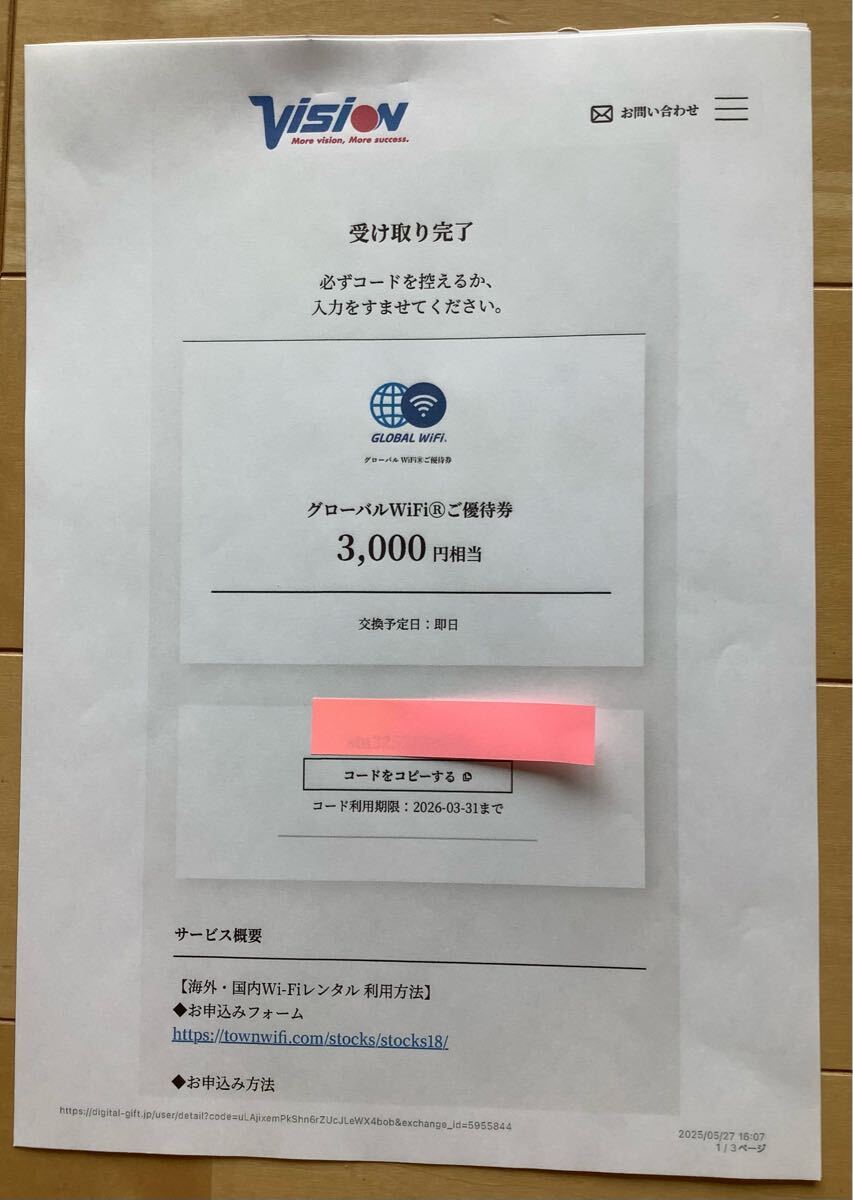 VISION
More vision, More success.
お問い合わせ
受け取り完了
必ずコードを控えるか、
入力をすませてください。
GLOBAL WiFi®
グローバル WiFi®ご優待券
グローバルWiFi®ご優待券
3,000 円相当
交換予定日：即日
コードをコピーする
コード利用期限：2026-03-31まで
サービス概要
【海外・国内Wi-Fiレンタル 利用方法】
◆お申込みフォーム
https://townwifi.com/stocks/stocks18/
◆お申込み方法
https://digital-gift.jp/user/detail?code=uLAjixemPkShn6rZUcJLeWX4bob&exchange_id=5955844
2025/05/27 16:07
1 / 3ページ